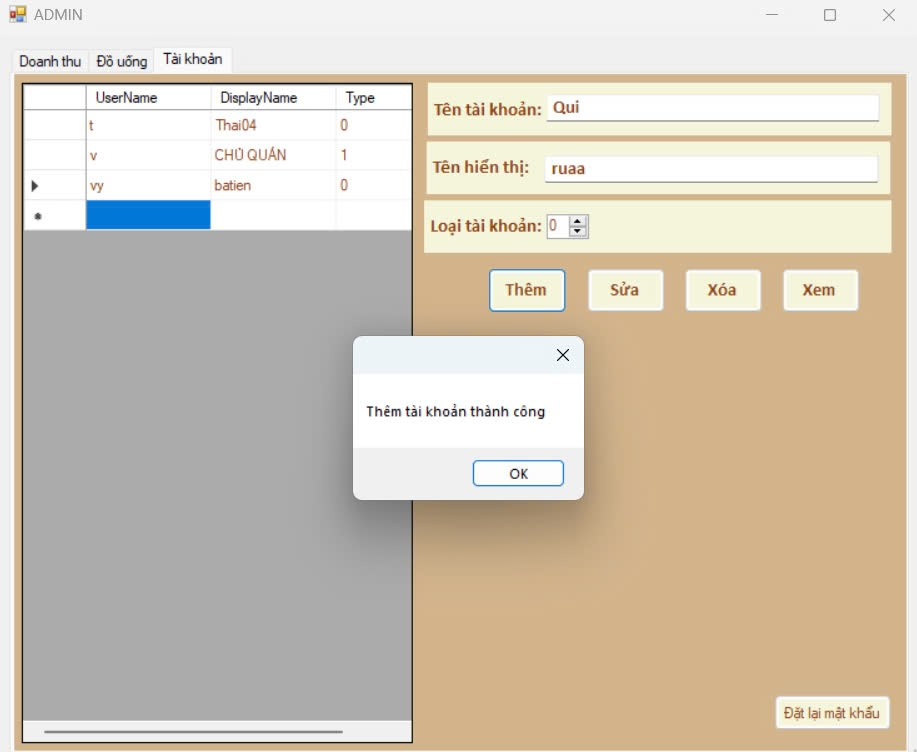 ADMIN
Doanh thu Đồ uống Tài khoản
UserName DisplayName Type
t Thai04 0
v CHỦ QUÁN 1
vy batien 0
Tên tài khoản: Qui
Tên hiển thị: ruaa
Loại tài khoản: 0
Thêm Sửa Xóa Xem
Thêm tài khoản thành công
OK
Đặt lại mật khẩu